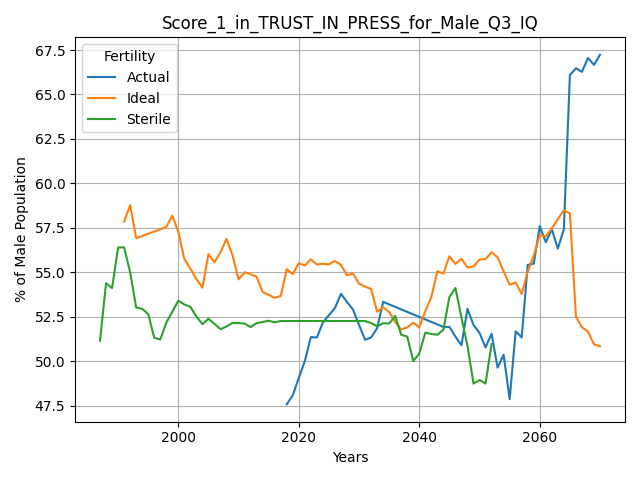 Score_1_in_TRUST_IN_PRESS_for_Male_Q3_IQ
Fertility
Actual
Ideal
Sterile
% of Male Population
67.5
65.0
62.5
60.0
57.5
55.0
52.5
50.0
47.5
2000
2020
2040
2060
Years